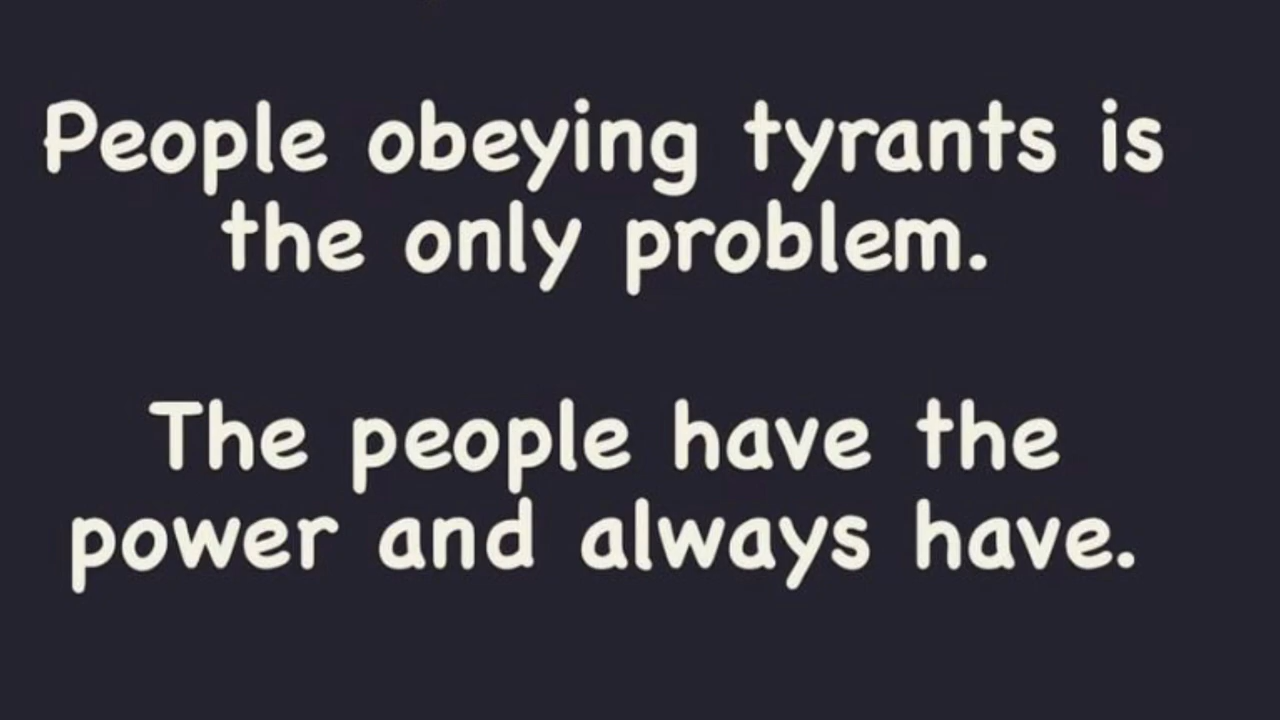 People obeying tyrants is
the only problem.
The people have the
power and always have.